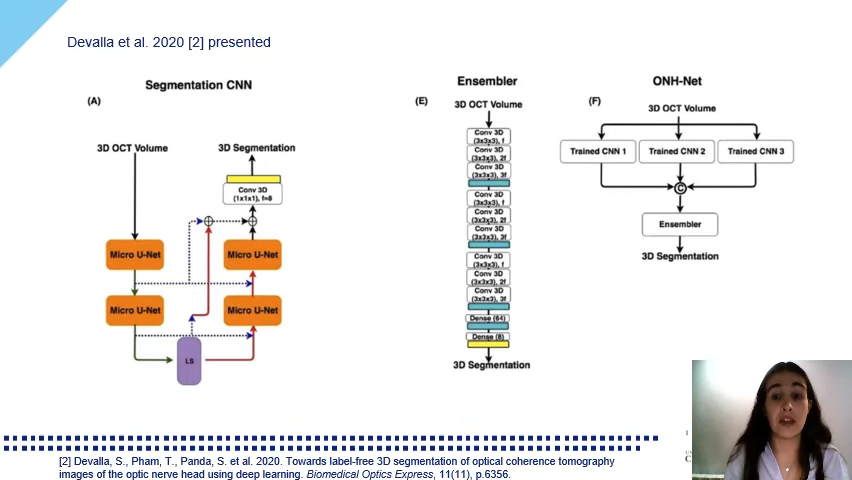 Devalla et al. 2020 [2] presented
Segmentation CNN
(A)
3D OCT Volume
3D Segmentation
Conv 3D
(1x1x1), f=8
Micro U-Net
Micro U-Net
Micro U-Net
Micro U-Net
LS
Ensembler
(E)
3D OCT Volume
Conv 3D
(3x3x3), f
Conv 3D
(3x3x3), 2f
Conv 3D
(3x3x3), 3f
Conv 3D
(3x3x3), f
Conv 3D
(3x3x3), 2f
Conv 3D
(3x3x3), 3f
Conv 3D
(3x3x3), f
Conv 3D
(3x3x3), 2f
Conv 3D
(3x3x3), 3f
Dense (64)
Dense (8)
3D Segmentation
ONH-Net
(F)
3D OCT Volume
Trained CNN 1
Trained CNN 2
Trained CNN 3
C
Ensembler
3D Segmentation
[2] Devalla, S., Pham, T., Panda, S. et al. 2020. Towards label-free 3D segmentation of optical coherence tomography
images of the optic nerve head using deep learning. Biomedical Optics Express, 11(11), p.6356.